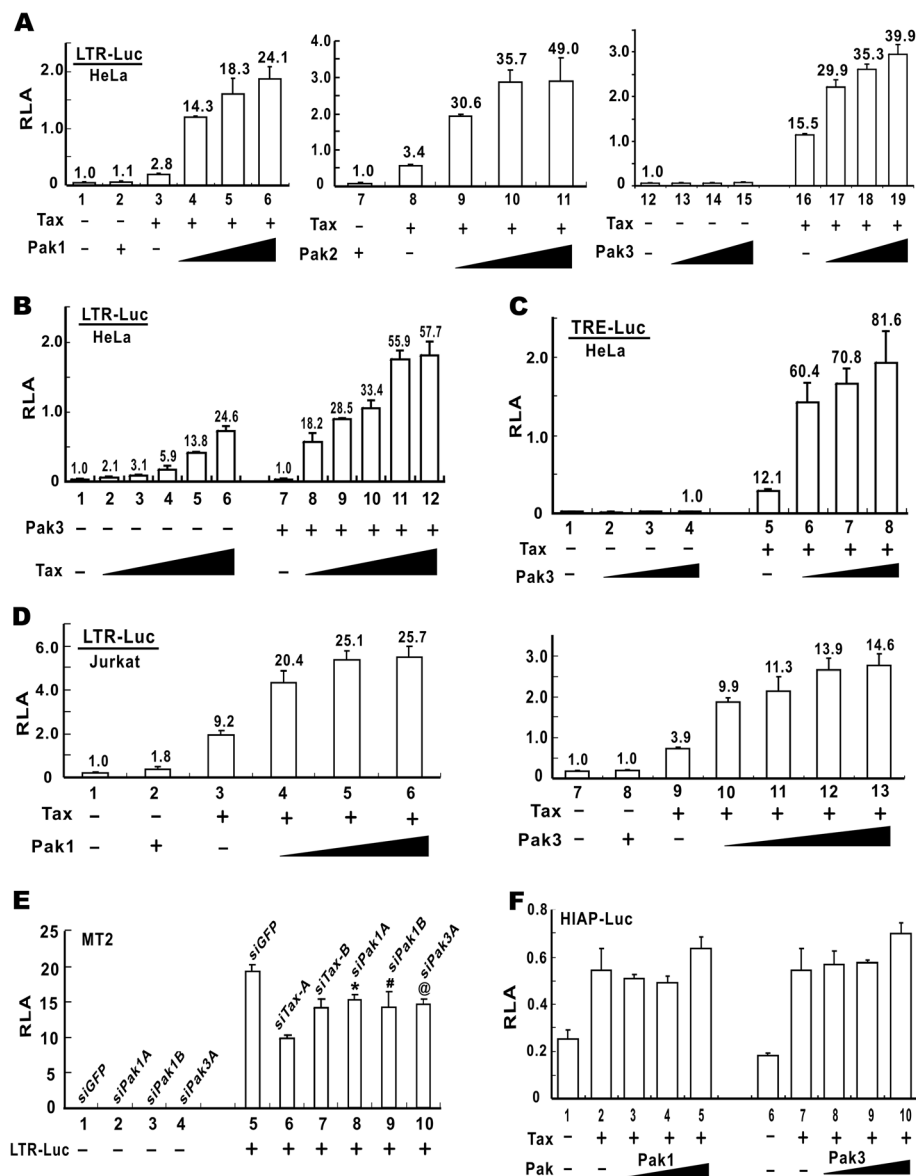 A
LTR-Luc
HeLa
RLA
2.0
1.0
0
1.0 1.1 2.8 14.3 18.3 24.1
1 2 3 4 5 6
Tax – – + + + +
Pak1 – + –
4.0
3.0
2.0
1.0
0.0
1.0 3.4 30.6 35.7 49.0
7 8 9 10 11
– + + + +
Pak2 + –
3.0
2.0
1.0
0
1.0 15.5 29.9 35.3 39.9
12 13 14 15 16 17 18 19
– – – – + + + +
Pak3 – –
B
LTR-Luc
HeLa
RLA
2.0
1.0
0
1.0 2.1 3.1 5.9 13.8 24.6 1.0 18.2 28.5 33.4 55.9 57.7
1 2 3 4 5 6 7 8 9 10 11 12
Pak3 – – – – – – + + + + + +
Tax – –
C
TRE-Luc
HeLa
RLA
2.0
1.0
0
1.0 12.1 60.4 70.8 81.6
1 2 3 4 5 6 7 8
Tax – – – – + + + +
Pak3 – –
D
LTR-Luc
Jurkat
RLA
6.0
4.0
2.0
0
1.0 1.8 9.2 20.4 25.1 25.7
1 2 3 4 5 6
Tax – – + + + +
Pak1 – + –
3.0
2.0
1.0
0
1.0 1.0 3.9 9.9 11.3 13.9 14.6
7 8 9 10 11 12 13
– – + + + + +
Pak3 – + –
E
MT2
RLA
25
20
15
10
5
0
siGFP siPak1A siPak1B siPak3A siGFP siTax-A siTax-B siPak1A siPak1B siPak3A
* # @
1 2 3 4 5 6 7 8 9 10
LTR-Luc – – – – + + + + + +
F
HIAP-Luc
RLA
0.8
0.6
0.4
0.2
0
1 2 3 4 5 6 7 8 9 10
Tax – + + + + – + + + +
Pak1 Pak3
Pak – – – –